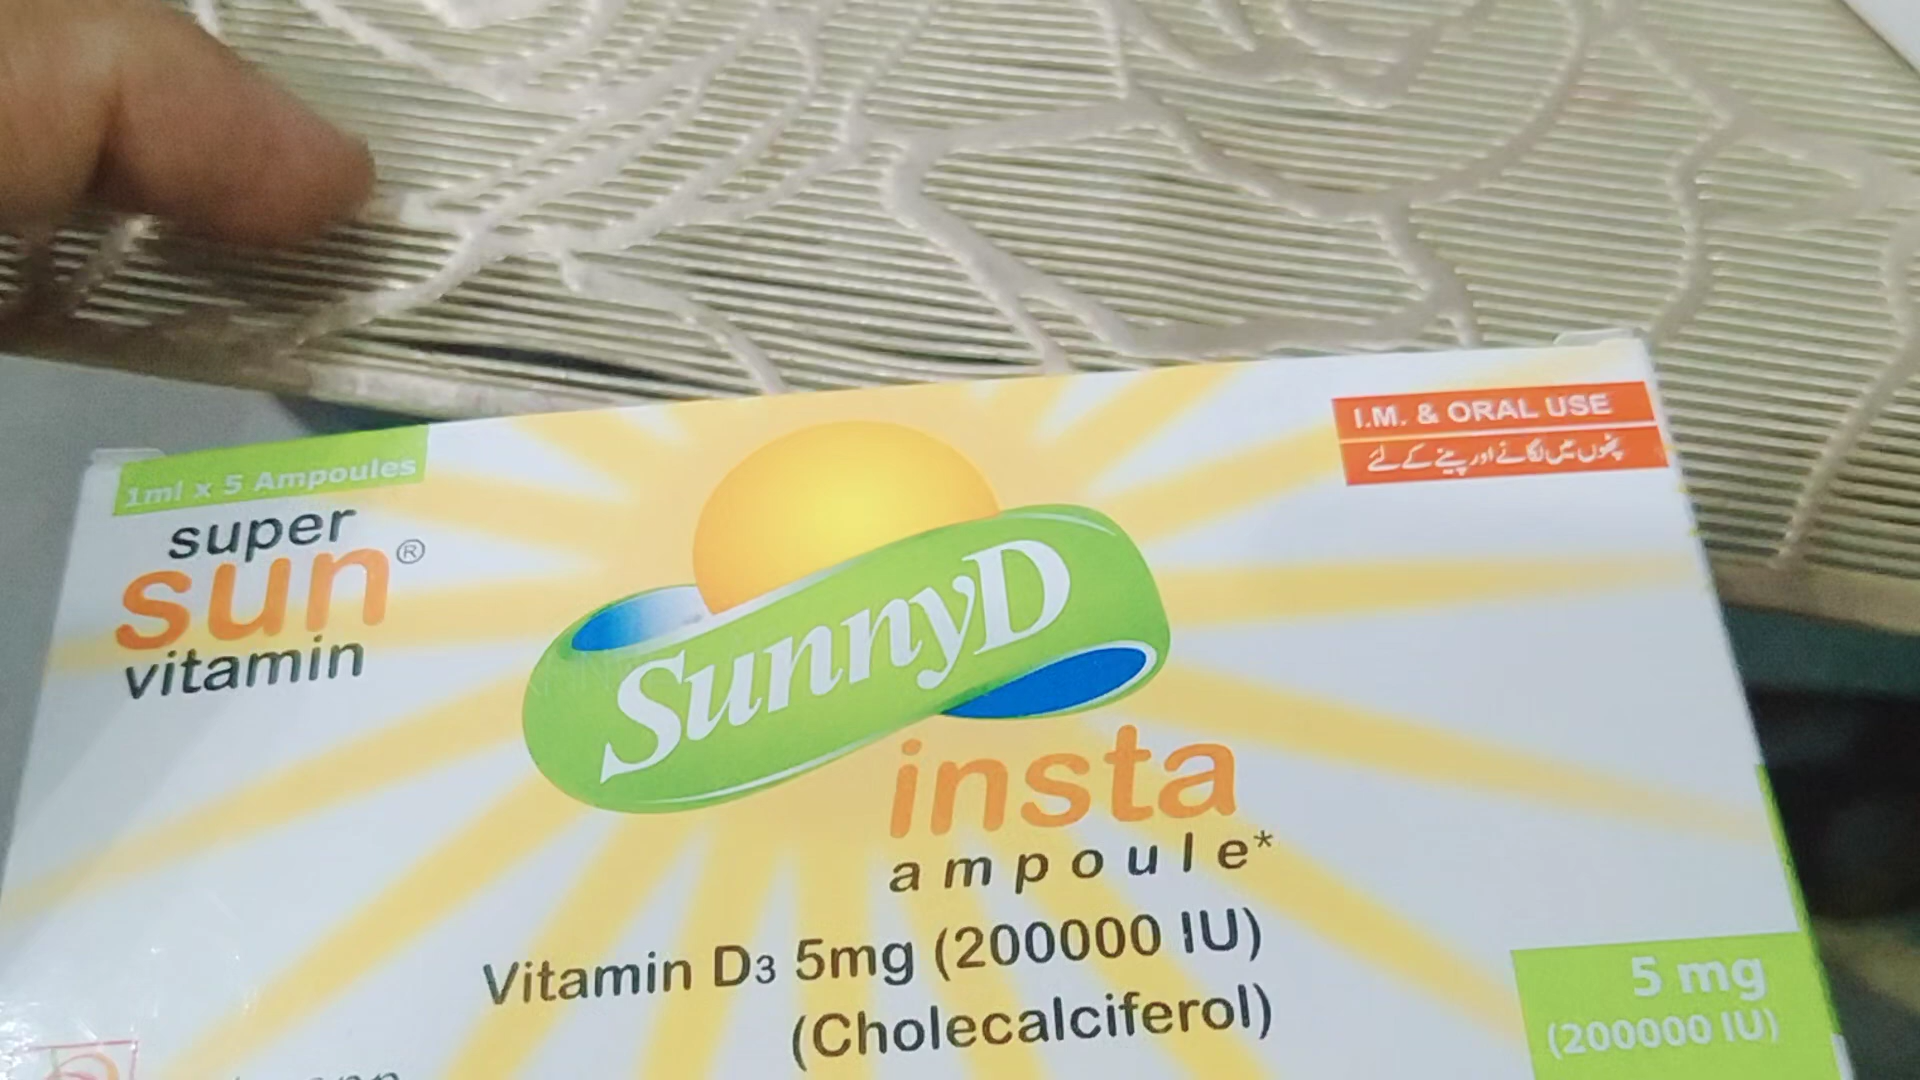 1ml x 5 Ampoules
super
sun®
vitamin
I.M. & ORAL USE
پٹھوں میں لگانے اور پینے کے لئے
SunnyD
insta
ampoule*
Vitamin D3 5mg (200000 IU)
(Cholecalciferol)
5 mg
(200000 IU)